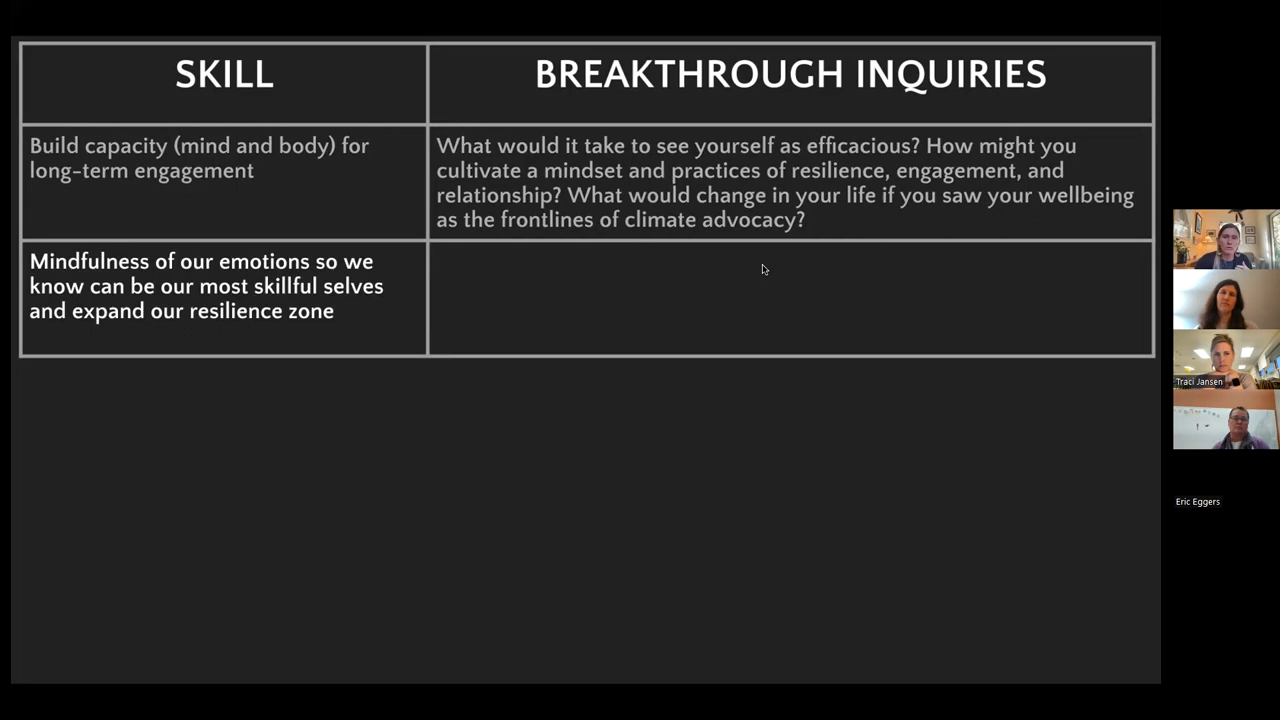 SKILL
BREAKTHROUGH INQUIRIES
Build capacity (mind and body) for
long-term engagement
What would it take to see yourself as efficacious? How might you
cultivate a mindset and practices of resilience, engagement, and
relationship? What would change in your life if you saw your wellbeing
as the frontlines of climate advocacy?
Mindfulness of our emotions so we
know can be our most skillful selves
and expand our resilience zone
Traci Jansen
Eric Eggers